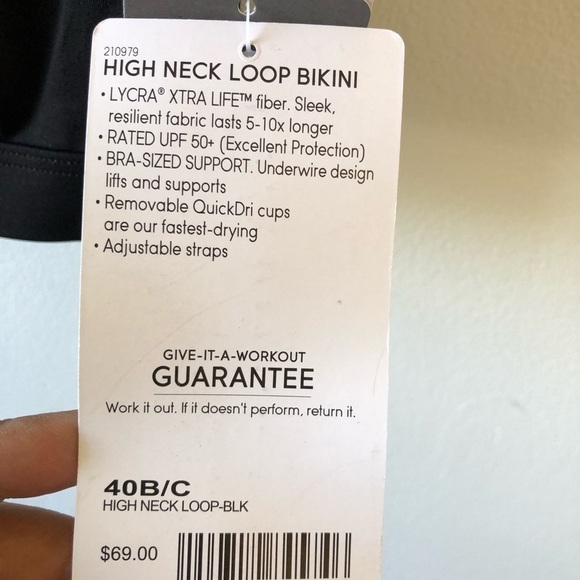 210979
HIGH NECK LOOP BIKINI
• LYCRA® XTRA LIFE™ fiber. Sleek,
resilient fabric lasts 5-10x longer
• RATED UPF 50+ (Excellent Protection)
• BRA-SIZED SUPPORT. Underwire design
lifts and supports
• Removable QuickDri cups
are our fastest-drying
• Adjustable straps
GIVE-IT-A-WORKOUT
GUARANTEE
Work it out. If it doesn't perform, return it.
40B/C
HIGH NECK LOOP-BLK
$69.00